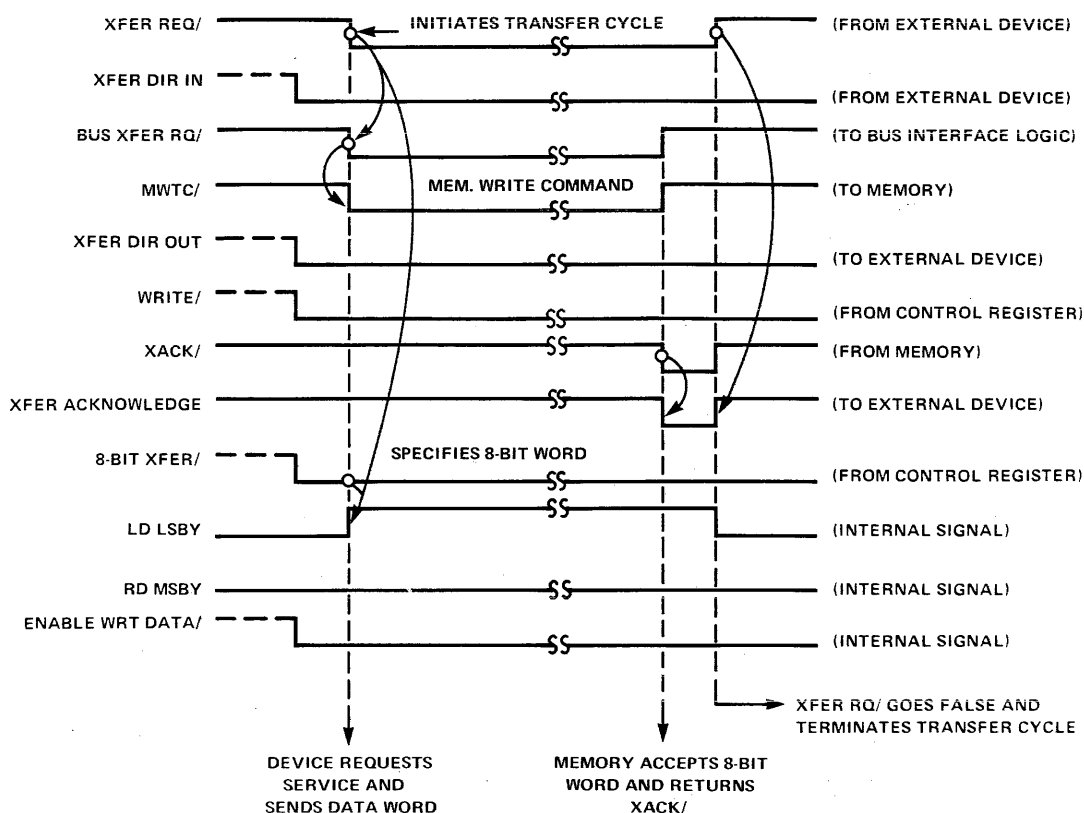 XFER REQ/
INITIATES TRANSFER CYCLE
(FROM EXTERNAL DEVICE)
XFER DIR IN
(FROM EXTERNAL DEVICE)
BUS XFER RQ/
(TO BUS INTERFACE LOGIC)
MWTC/
MEM. WRITE COMMAND
(TO MEMORY)
XFER DIR OUT
(TO EXTERNAL DEVICE)
WRITE/
(FROM CONTROL REGISTER)
XACK/
(FROM MEMORY)
XFER ACKNOWLEDGE
(TO EXTERNAL DEVICE)
8-BIT XFER/
SPECIFIES 8-BIT WORD
(FROM CONTROL REGISTER)
LD LSBY
(INTERNAL SIGNAL)
RD MSBY
(INTERNAL SIGNAL)
ENABLE WRT DATA/
(INTERNAL SIGNAL)
XFER RQ/ GOES FALSE AND
TERMINATES TRANSFER CYCLE
DEVICE REQUESTS
SERVICE AND
SENDS DATA WORD
MEMORY ACCEPTS 8-BIT
WORD AND RETURNS
XACK/